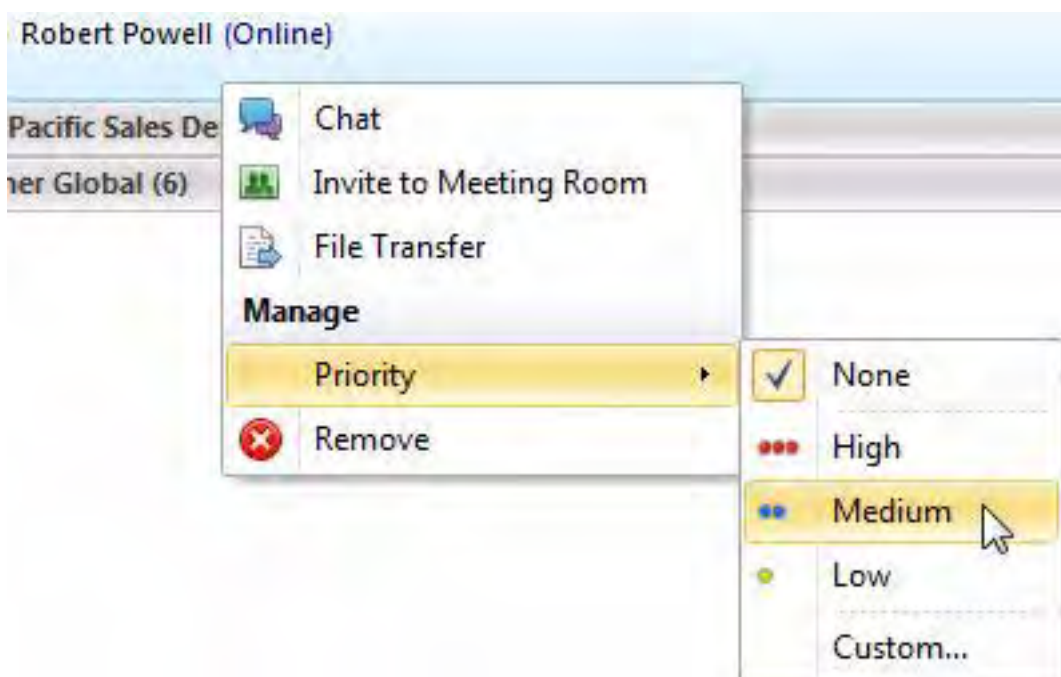 Robert Powell (Online)
Chat
Pacific Sales De
ner Global (6)
Invite to Meeting Room
File Transfer
Manage
Priority
None
Remove
High
Medium
Low
Custom...